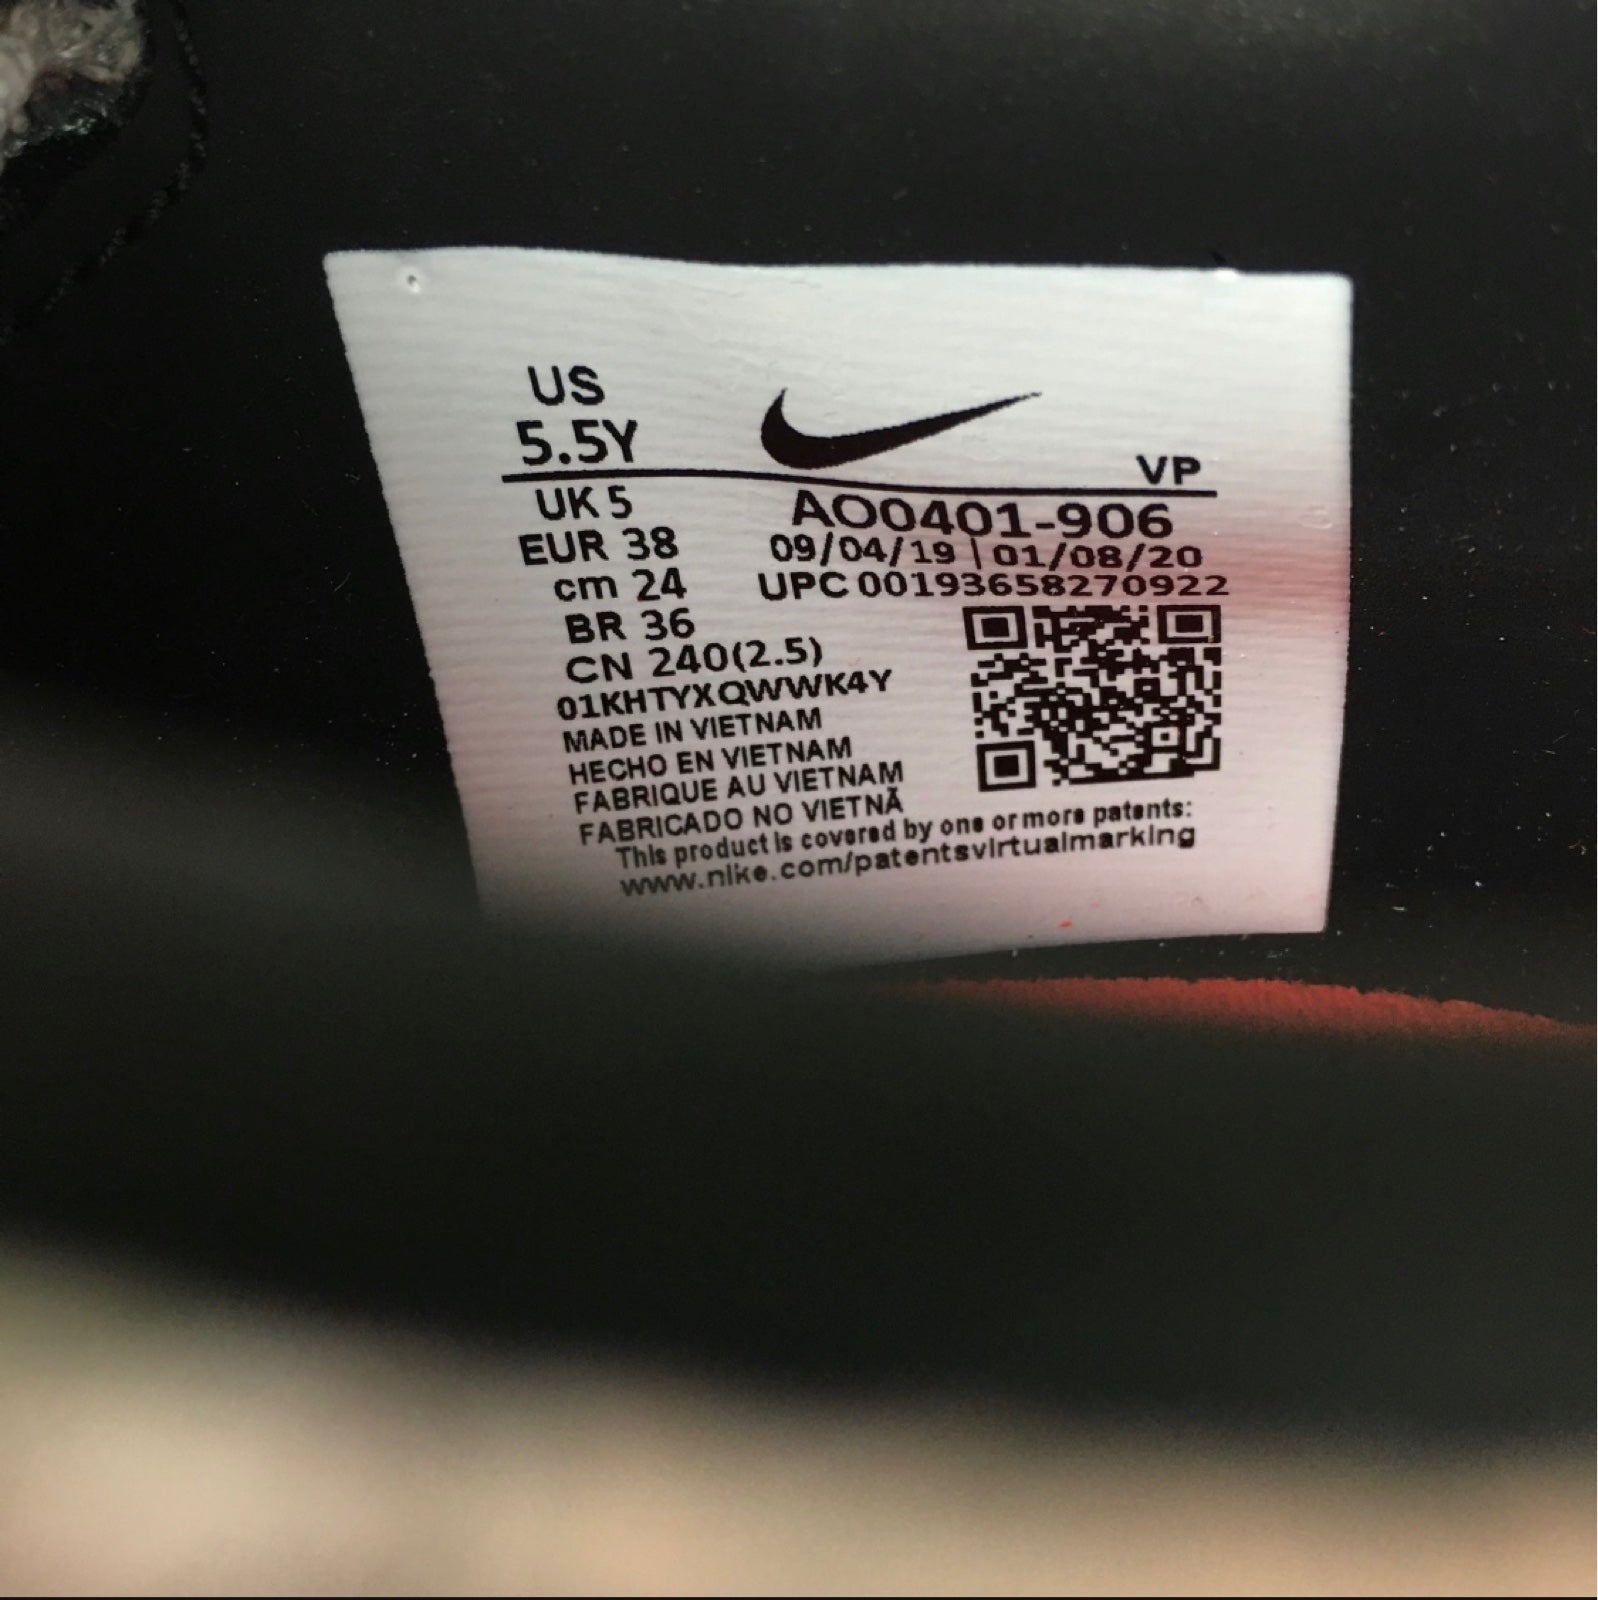 US
5.5Y
VP
UK 5
AO0401-906
EUR 38
09/04/19 | 01/08/20
cm 24
UPC 00193658270922
BR 36
CN 240(2.5)
01KHTYXQWWK4Y
MADE IN VIETNAM
HECHO EN VIETNAM
FABRIQUE AU VIETNAM
FABRICADO NO VIETNÃ
This product is covered by one or more patents:
www.nike.com/patentsvirtualmarking